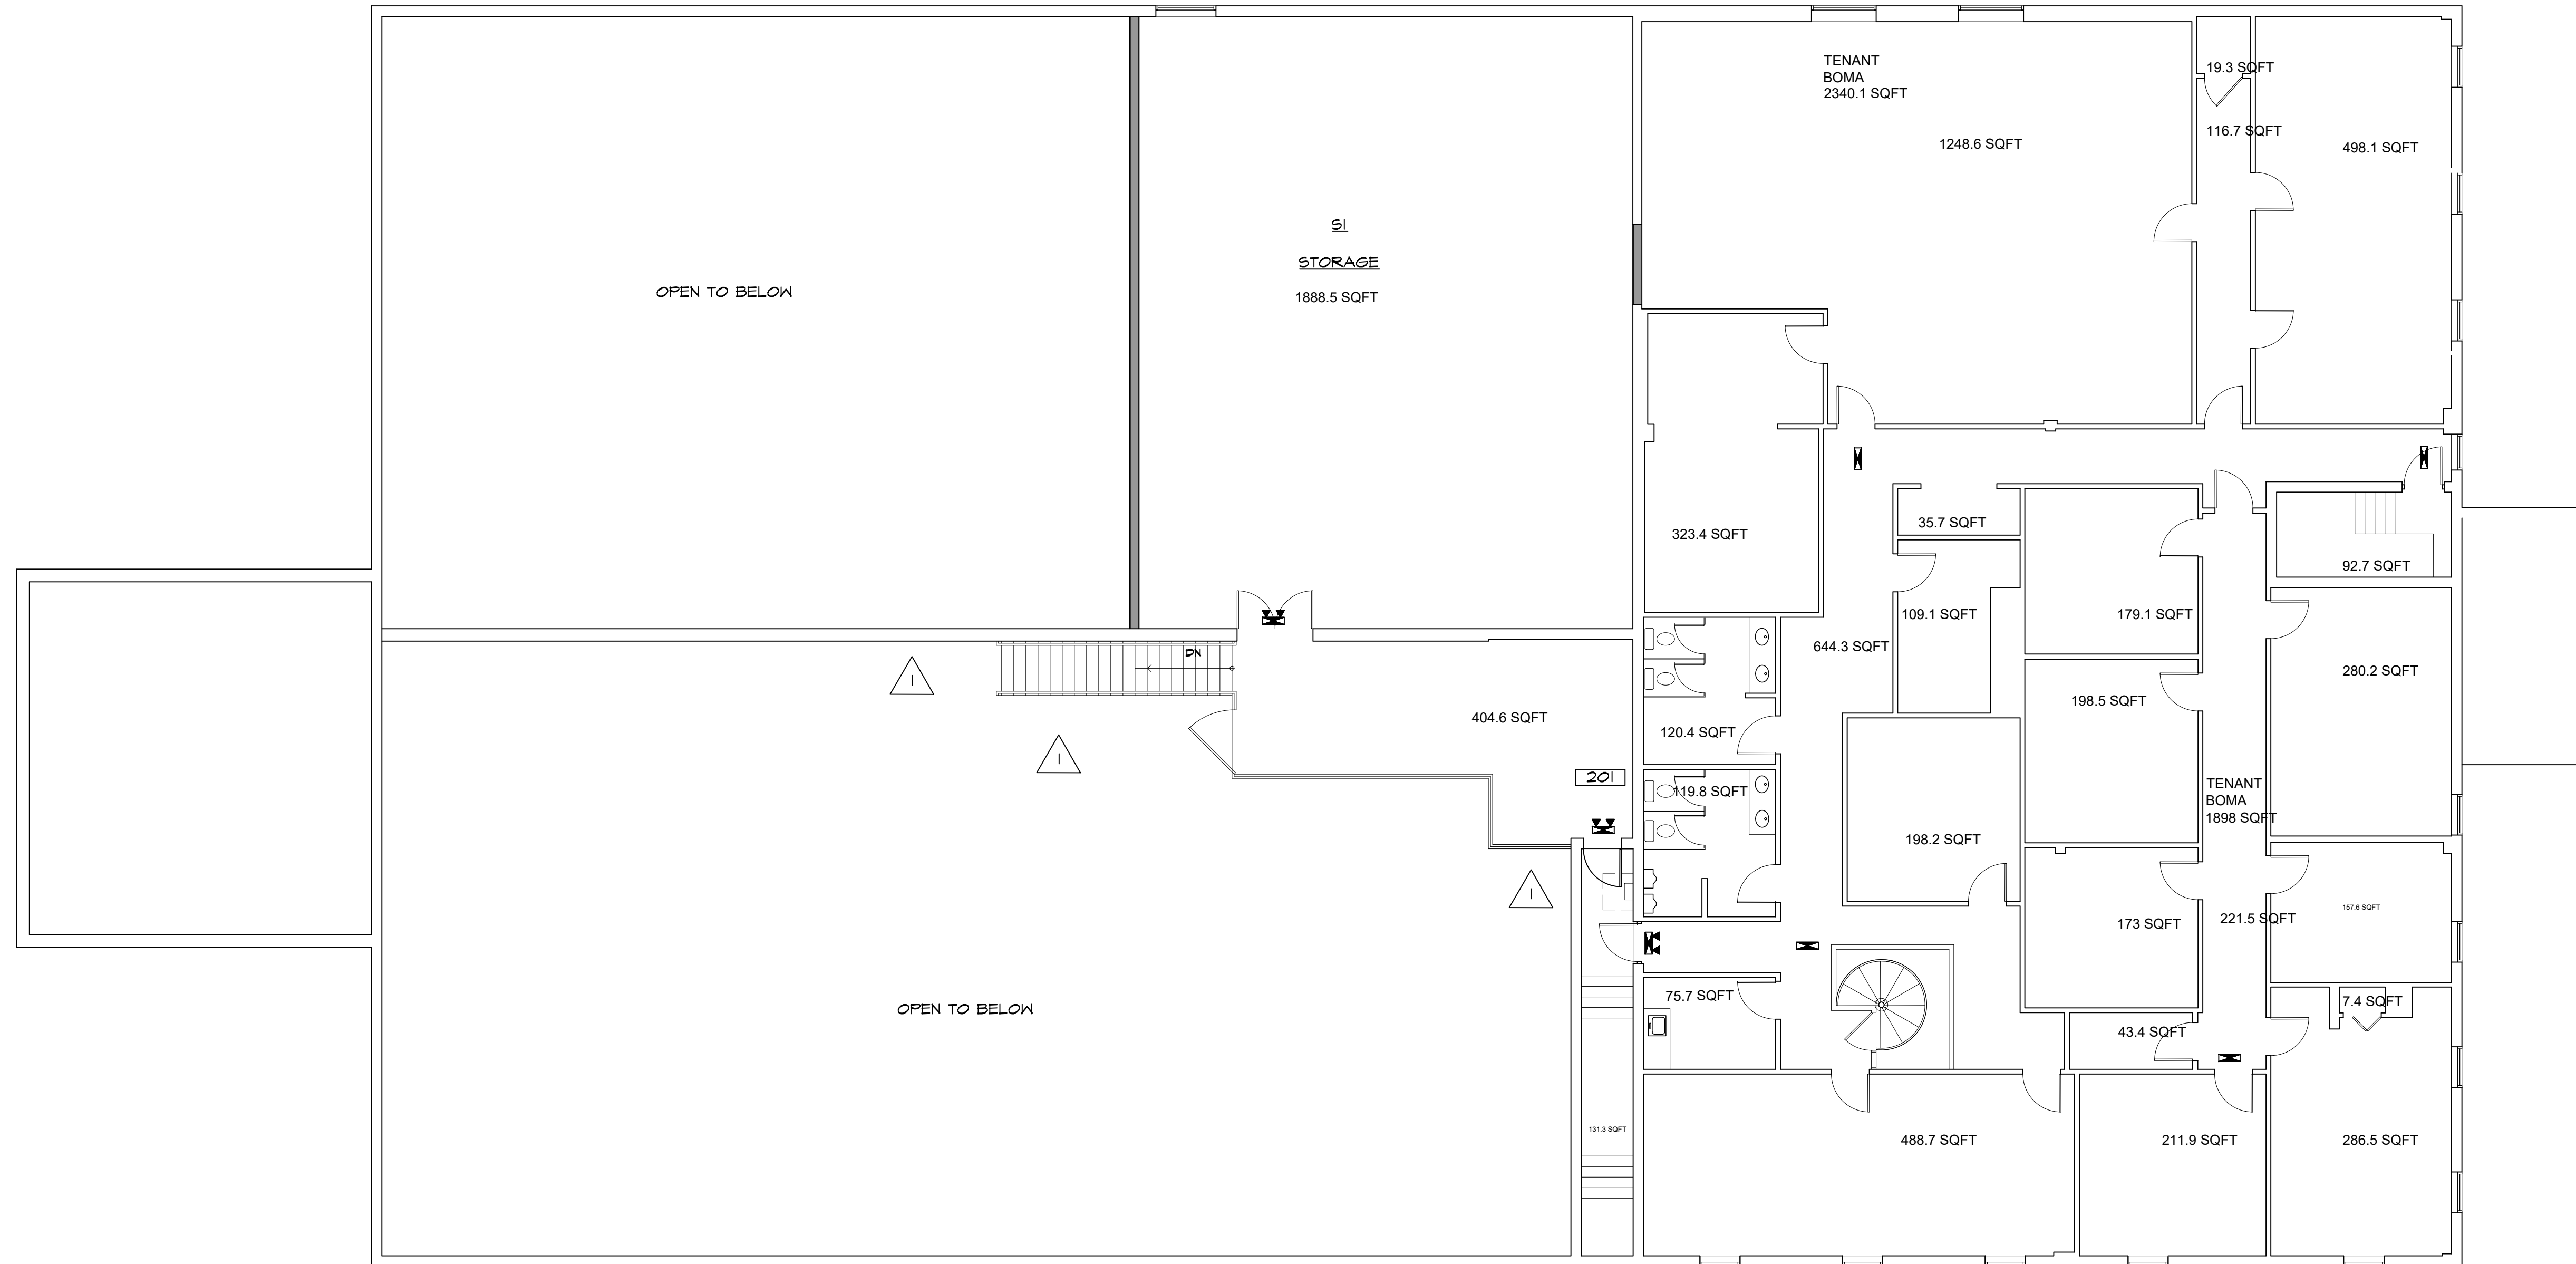 TENANT
BOMA
2340.1 SQFT
19.3 SQFT
116.7 SQFT
1248.6 SQFT
498.1 SQFT
S1
STORAGE
1888.5 SQFT
OPEN TO BELOW
35.7 SQFT
323.4 SQFT
92.7 SQFT
109.1 SQFT
179.1 SQFT
644.3 SQFT
DN
280.2 SQFT
198.5 SQFT
404.6 SQFT
120.4 SQFT
1
1
201
119.8 SQFT
TENANT
BOMA
1898 SQFT
198.2 SQFT
1
157.6 SQFT
173 SQFT
221.5 SQFT
75.7 SQFT
7.4 SQFT
OPEN TO BELOW
43.4 SQFT
131.3 SQFT
488.7 SQFT
211.9 SQFT
286.5 SQFT